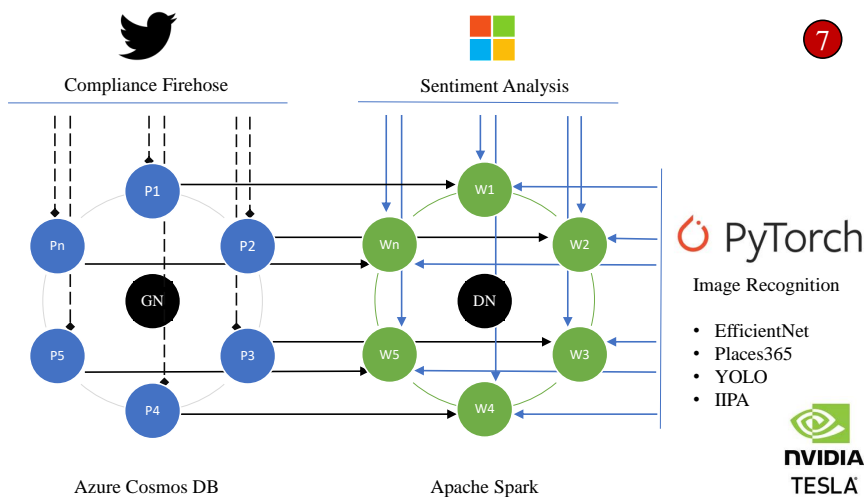 7
Compliance Firehose
Sentiment Analysis
P1
W1
Pn
P2
Wn
W2
PyTorch
Image Recognition
GN
DN
• EfficientNet
• Places365
• YOLO
• IIPA
P5
P3
W5
W3
P4
W4
NVIDIA
TESLA
Azure Cosmos DB
Apache Spark